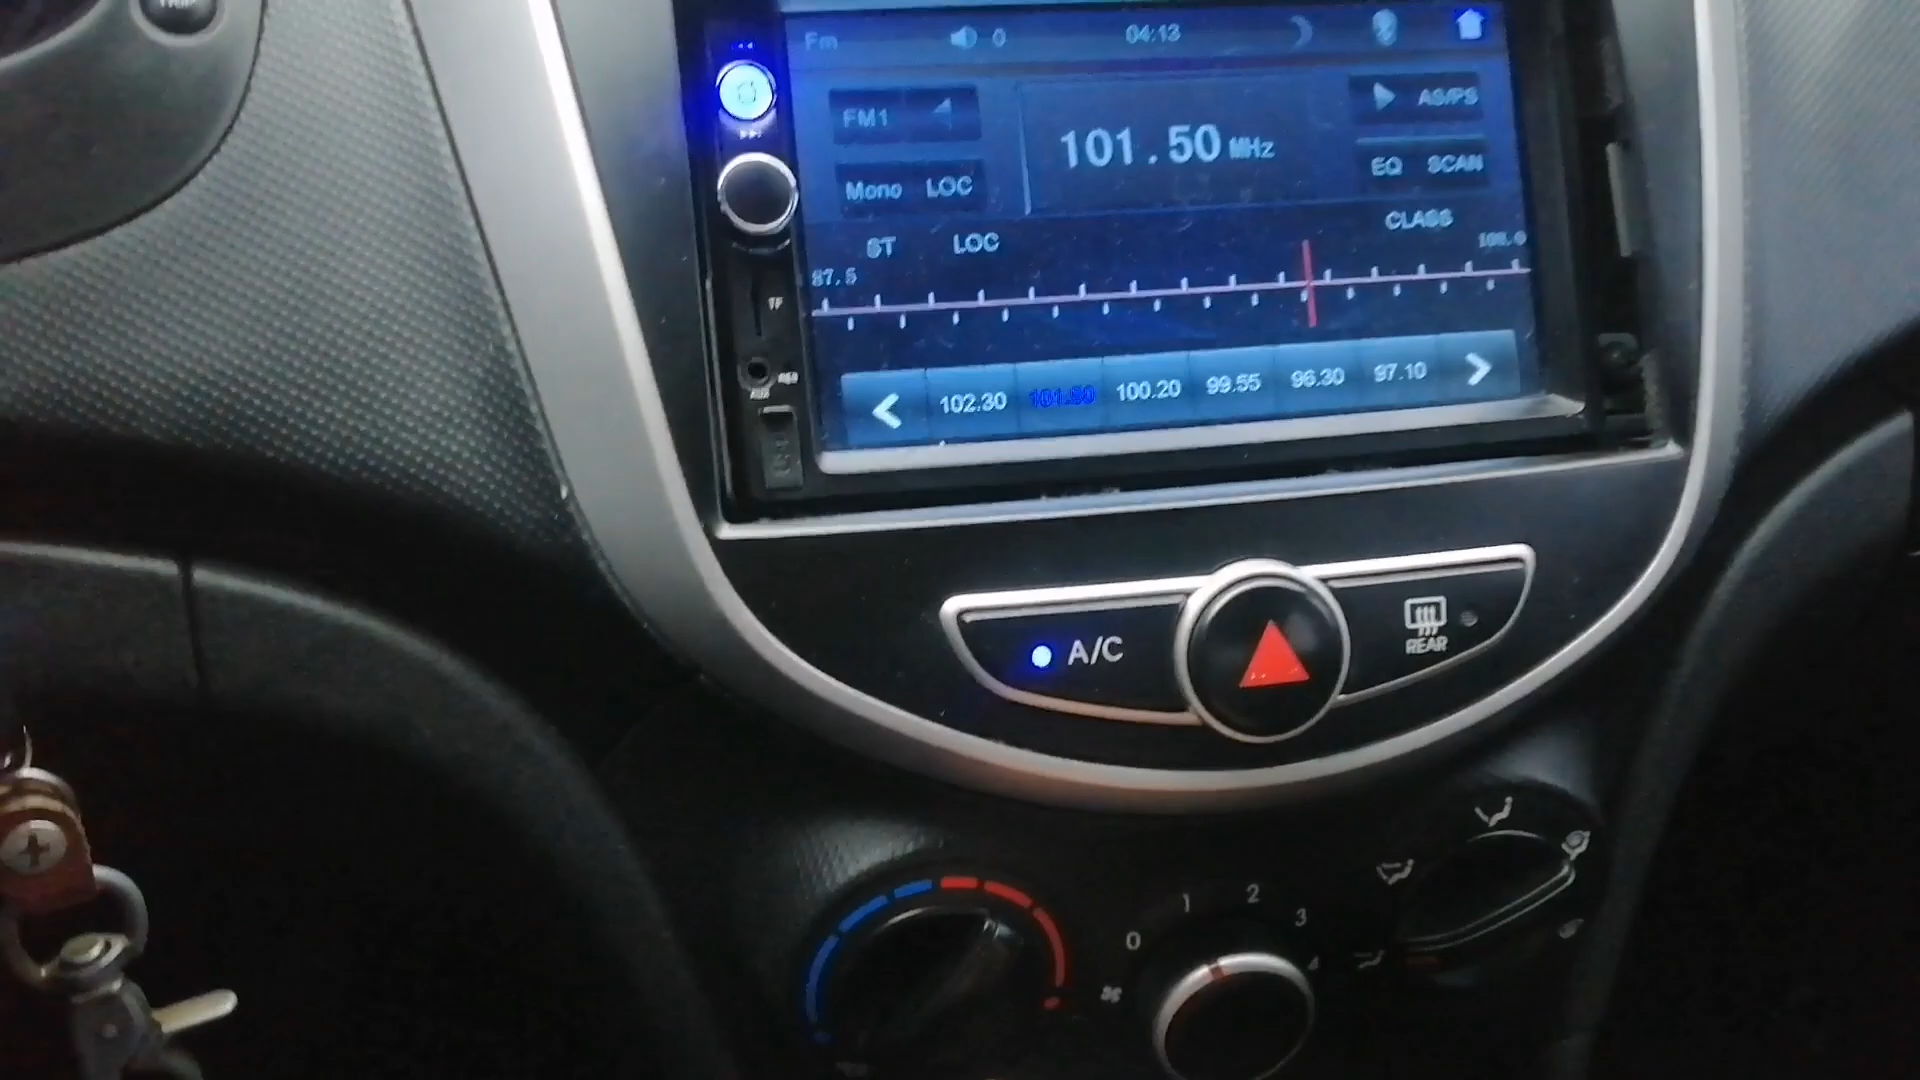 Fm 0 04:13
FM1 101.50 MHz AS/PS
Mono LOC EQ SCAN
ST LOC CLASS
87.5 108.0
TF
102.30 101.50 100.20 99.55 96.30 97.10
A/C REAR
0 1 2 3 4